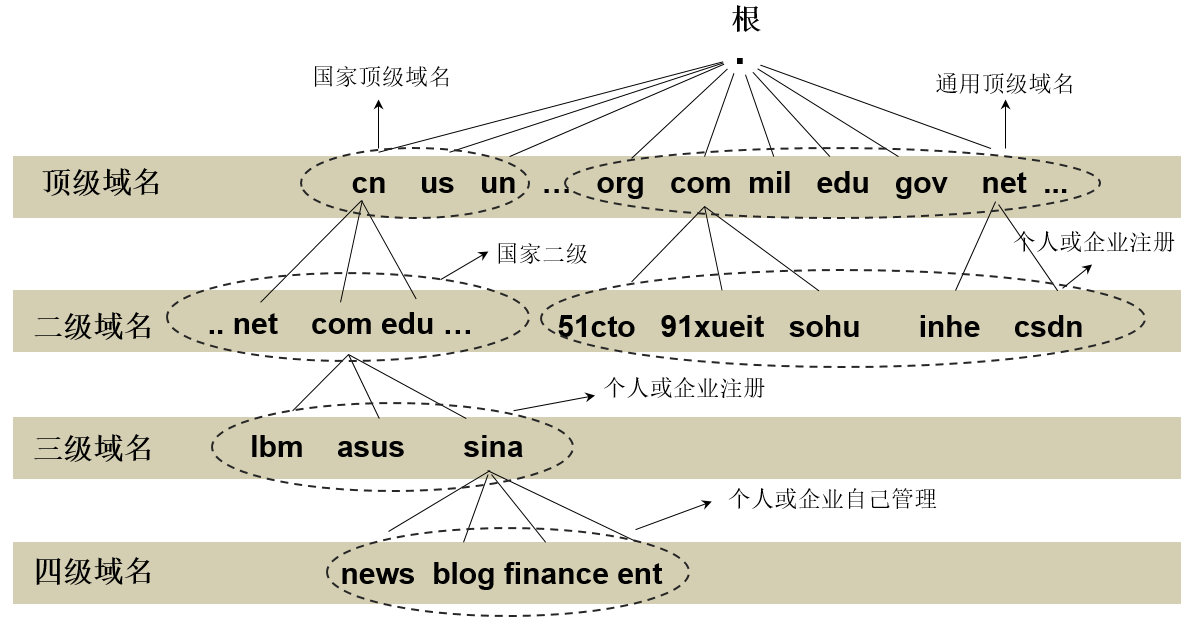 根
.
国家顶级域名
通用顶级域名
顶级域名 cn us un ... org com mil edu gov net ...
国家二级
个人或企业注册
二级域名 .. net com edu ... 51cto 91xueit sohu inhe csdn
个人或企业注册
三级域名 lbm asus sina
个人或企业自己管理
四级域名 news blog finance ent